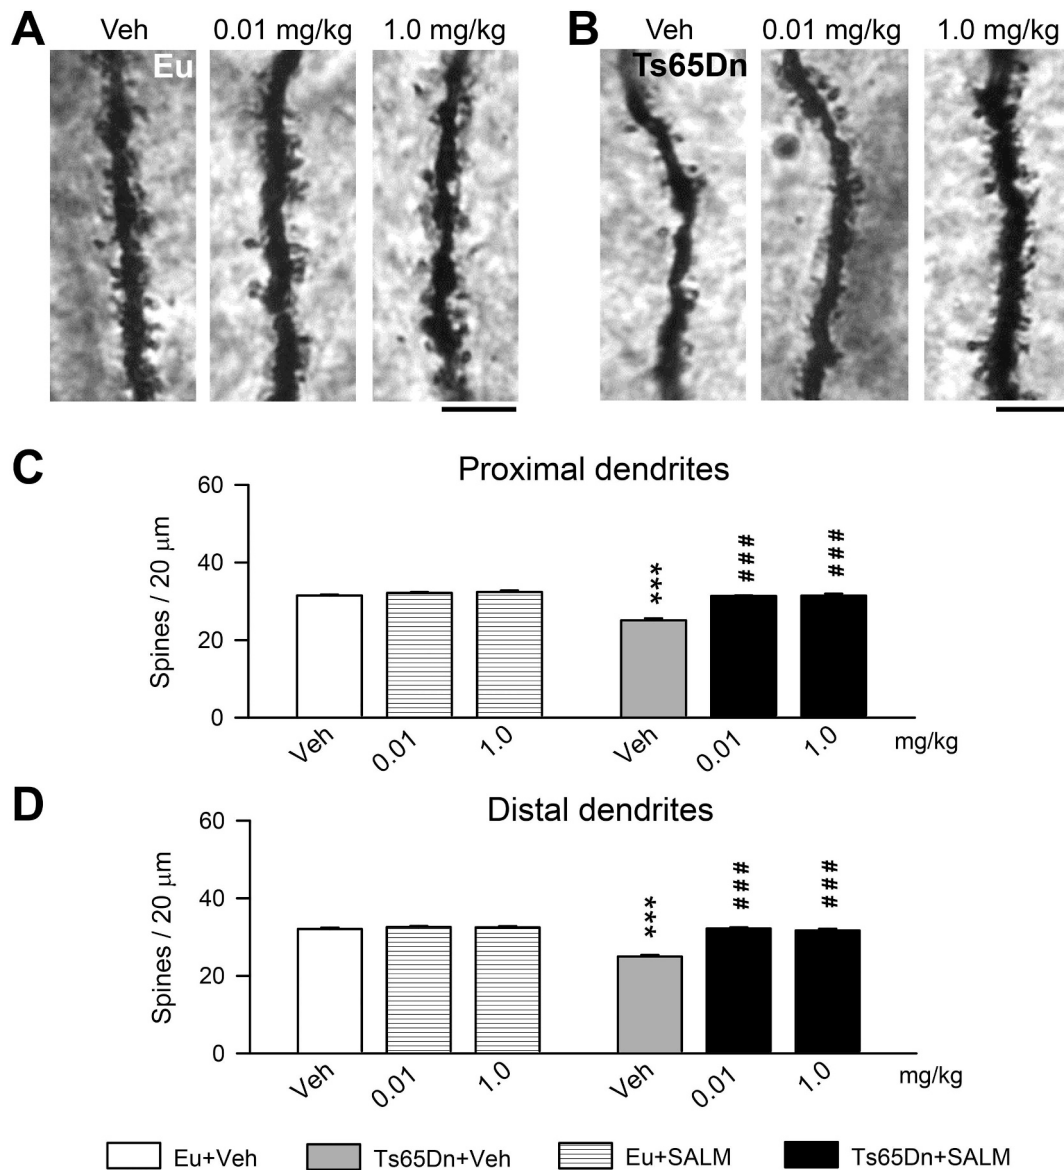 A Veh 0.01 mg/kg 1.0 mg/kg B Veh 0.01 mg/kg 1.0 mg/kg
Eu Ts65Dn
C Proximal dendrites
Spines / 20 µm
60
40
20
0
*** ### ###
Veh 0.01 1.0 Veh 0.01 1.0 mg/kg
D Distal dendrites
Spines / 20 µm
60
40
20
0
*** ### ###
Veh 0.01 1.0 Veh 0.01 1.0 mg/kg
Eu+Veh Ts65Dn+Veh Eu+SALM Ts65Dn+SALM